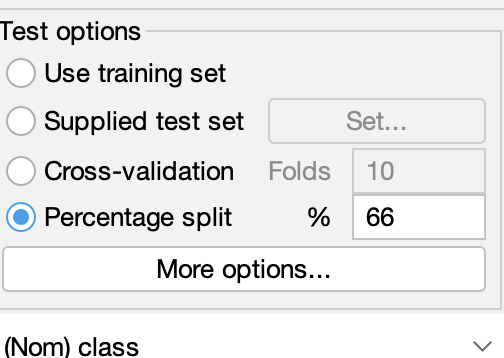 Test options
Use training set
Supplied test set Set...
Cross-validation Folds 10
Percentage split % 66
More options...
(Nom) class